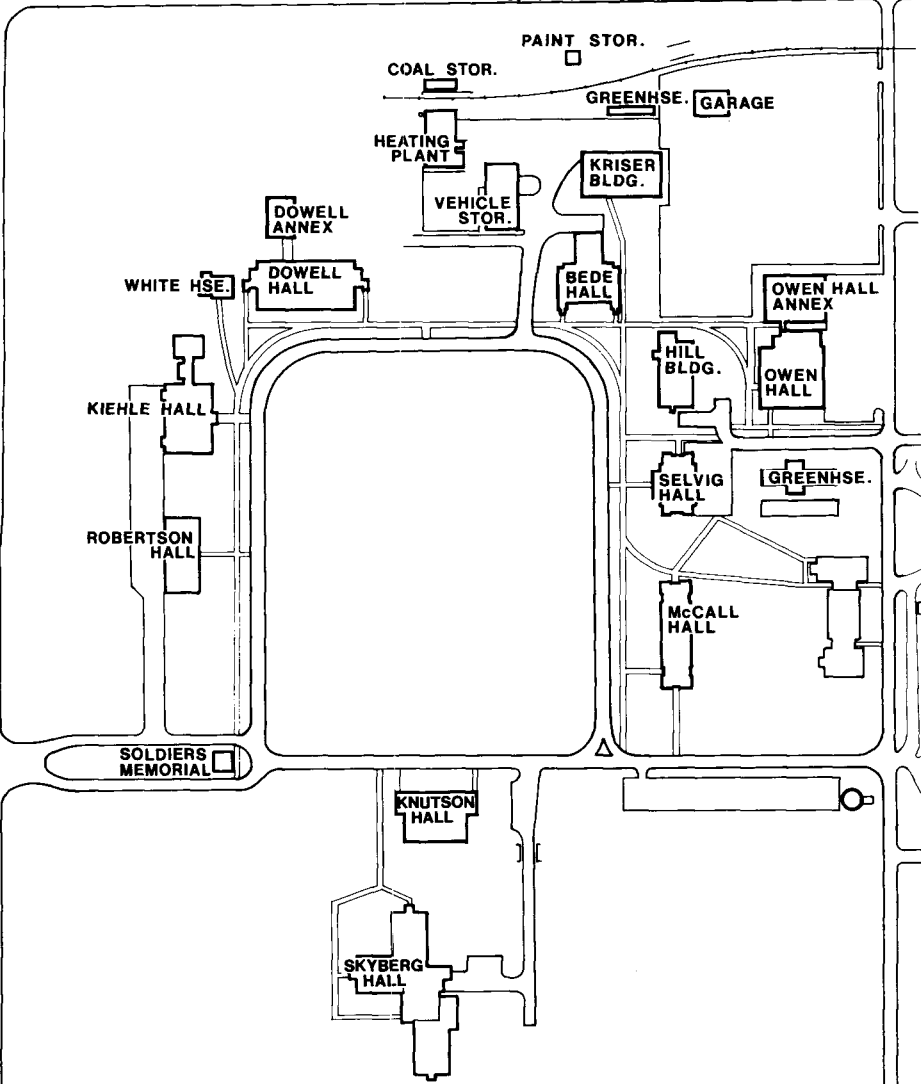 PAINT STOR.
COAL STOR.
GREENHSE.
GARAGE
HEATING
PLANT
KRISER
BLDG.
VEHICLE
STOR.
DOWELL
ANNEX
WHITE HSE.
DOWELL
HALL
BEDE
HALL
OWEN HALL
ANNEX
HILL
BLDG.
OWEN
HALL
KIEHLE HALL
SELVIG
HALL
GREENHSE.
ROBERTSON
HALL
McCALL
HALL
SOLDIERS
MEMORIAL
KNUTSON
HALL
SKYBERG
HALL